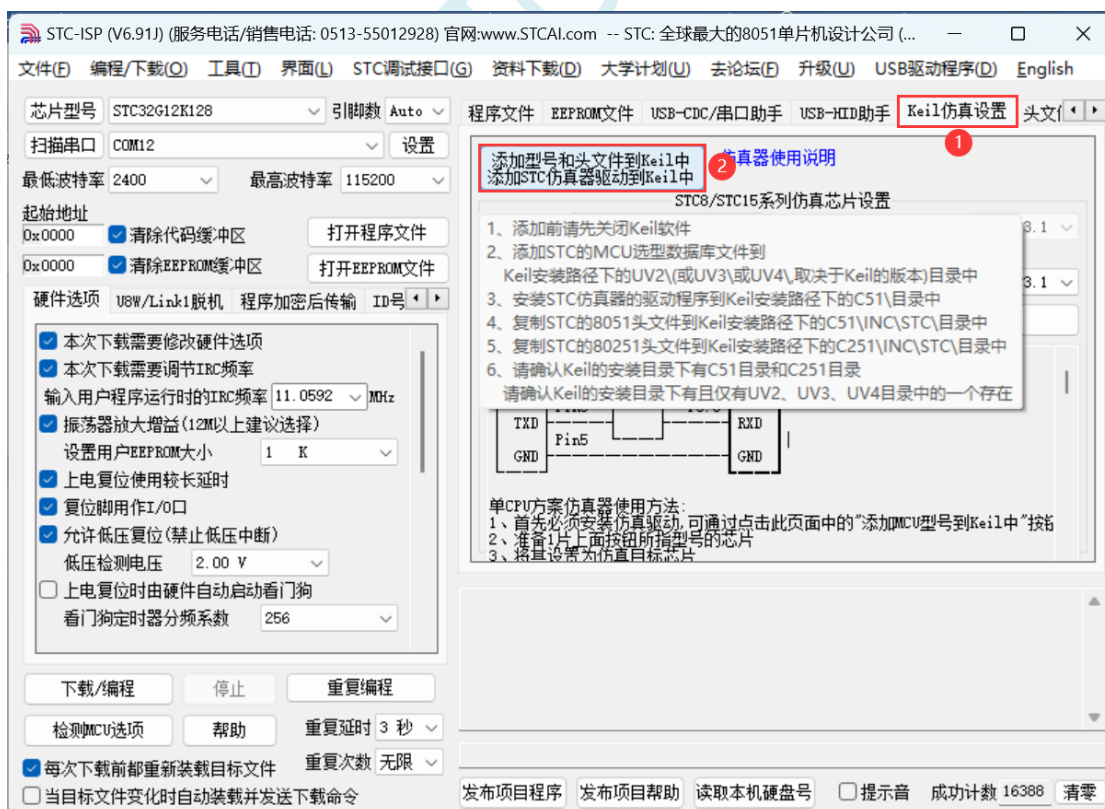 STC-ISP (V6.91J) (服务电话/销售电话: 0513-55012928) 官网:www.STCAI.com -- STC: 全球最大的8051单片机设计公司 (...
文件(F) 编程/下载(O) 工具(T) 界面(L) STC调试接口(G) 资料下载(D) 大学计划(U) 去论坛(F) 升级(U) USB驱动程序(D) English
芯片型号 STC32G12K128 引脚数 Auto
扫描串口 COM12 设置
最低波特率 2400 最高波特率 115200
起始地址
0x0000 清除代码缓冲区 打开程序文件
0x0000 清除EEPROM缓冲区 打开EEPROM文件
硬件选项 U8W/Link1脱机 程序加密后传输 ID号
本次下载需要修改硬件选项
本次下载需要调节IRC频率
输入用户程序运行时的IRC频率 11.0592 MHz
振荡器放大增益(12M以上建议选择)
设置用户EEPROM大小 1 K
上电复位使用较长延时
复位脚用作I/O口
允许低压复位(禁止低压中断)
低压检测电压 2.00 V
上电复位时由硬件自动启动看门狗
看门狗定时器分频系数 256
下载/编程 停止 重复编程
检测MCU选项 帮助 重复延时 3 秒
每次下载前都重新装载目标文件 重复次数 无限
当目标文件变化时自动装载并发送下载命令
程序文件 EEPROM文件 USB-CDC/串口助手 USB-HID助手 Keil仿真设置 头文件
1
添加型号和头文件到Keil中
添加STC仿真器驱动到Keil中
2
仿真器使用说明
STC8/STC15系列仿真芯片设置
3.1
3.1
1、添加前请先关闭Keil软件
2、添加STC的MCU选型数据库文件到
Keil安装路径下的UV2\(或UV3\或UV4\,取决于Keil的版本)目录中
3、安装STC仿真器的驱动程序到Keil安装路径下的C51\目录中
4、复制STC的8051头文件到Keil安装路径下的C51\INC\STC\目录中
5、复制STC的80251头文件到Keil安装路径下的C251\INC\STC\目录中
6、请确认Keil的安装目录下有C51目录和C251目录
请确认Keil的安装目录下有且仅有UV2、UV3、UV4目录中的一个存在
TXD RXD
Pin5
GND GND
单CPU方案仿真器使用方法:
1、首先必须安装仿真驱动,可通过点击此页面中的"添加MCU型号到Keil中"按钮
2、准备1片上面按钮所指型号的芯片
3、将其设置为仿真目标芯片
发布项目程序 发布项目帮助 读取本机硬盘号 提示音 成功计数 16388 清零